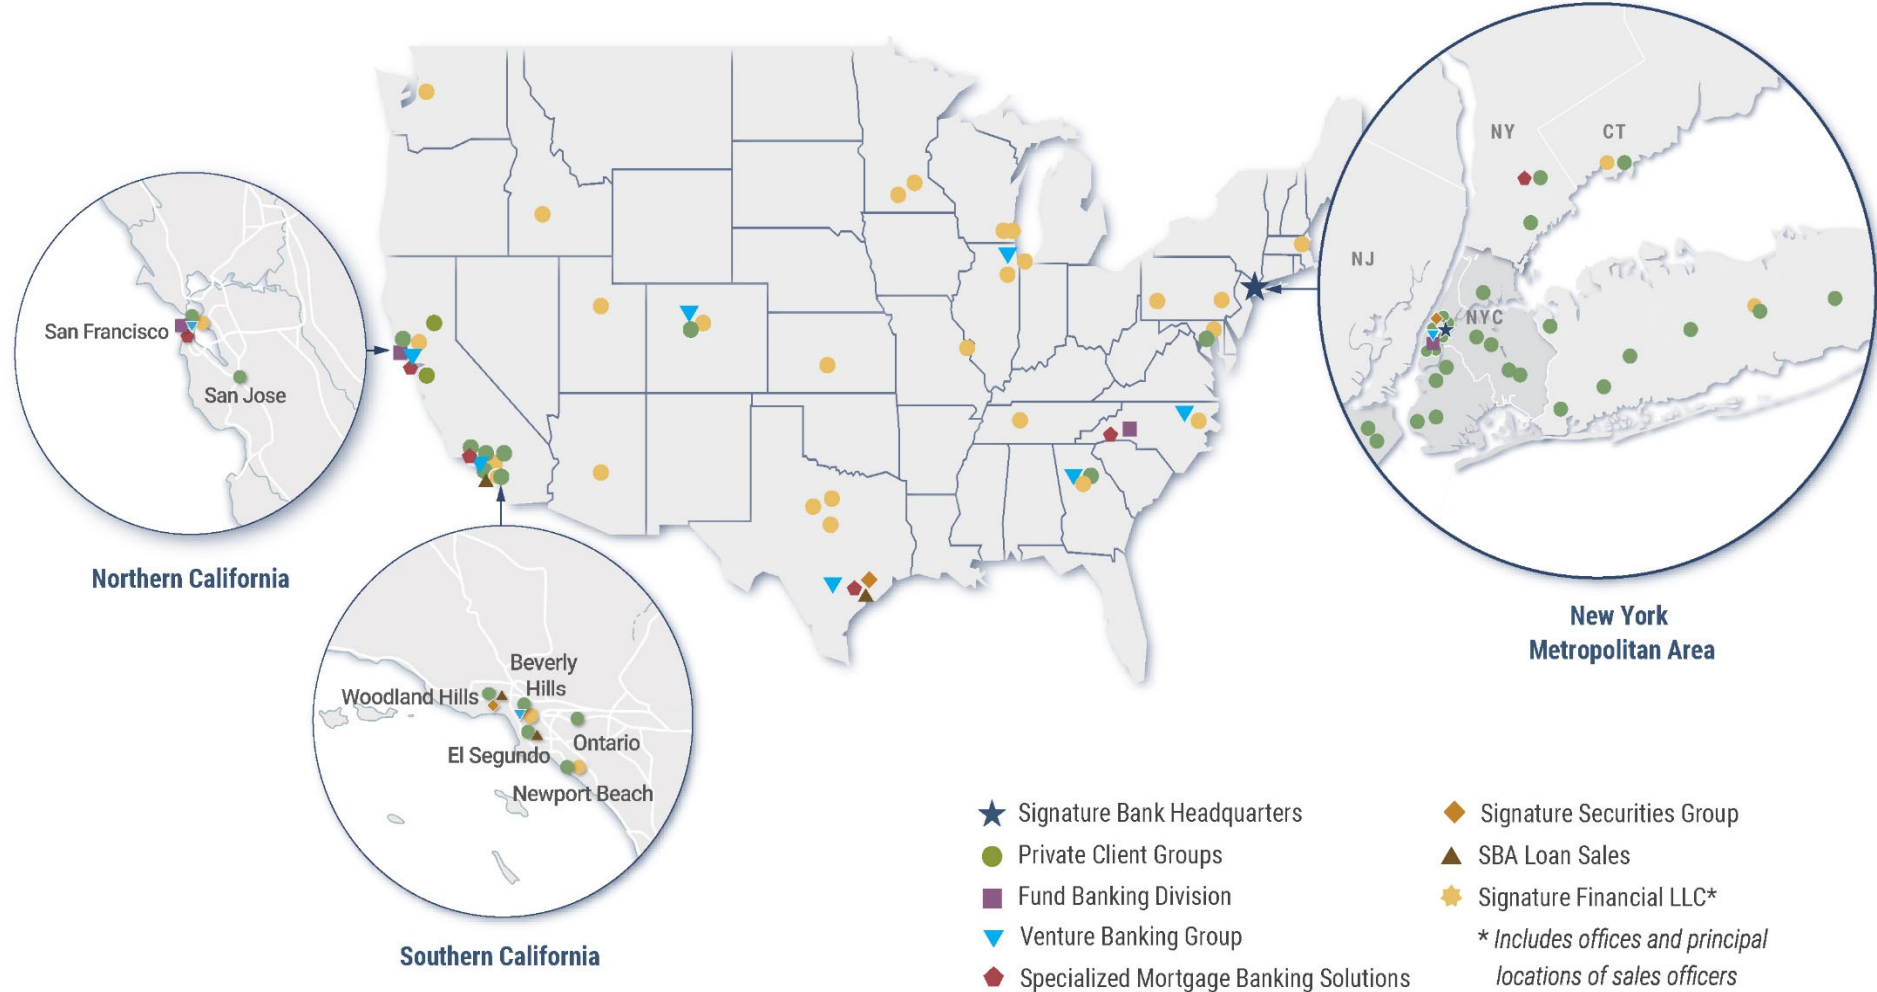 NY
CT
NJ
NYC
San Francisco
San Jose
Northern California
Beverly
Hills
Woodland Hills
Ontario
El Segundo
Newport Beach
Southern California
New York
Metropolitan Area
Signature Bank Headquarters
Private Client Groups
Fund Banking Division
Venture Banking Group
Specialized Mortgage Banking Solutions
Signature Securities Group
SBA Loan Sales
Signature Financial LLC*
* Includes offices and principal
locations of sales officers